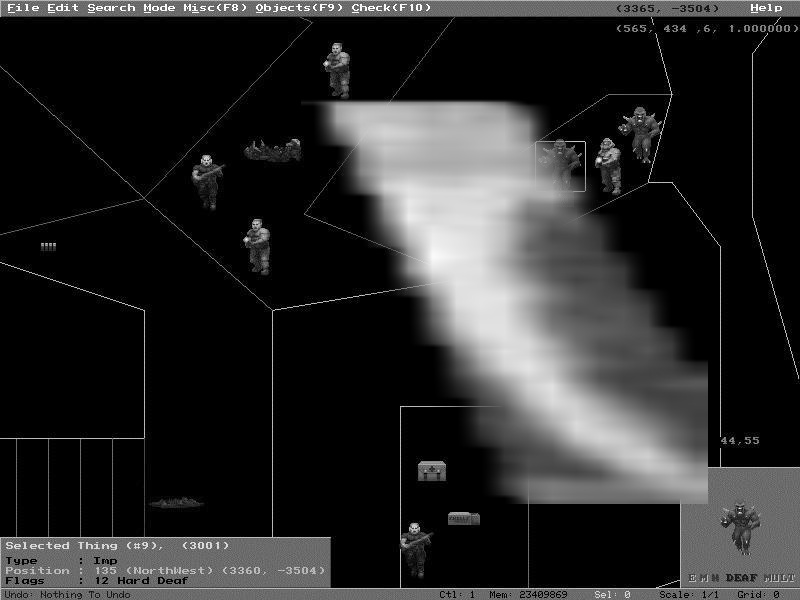 File Edit Search Mode Misc(F8) Objects(F9) Check(F10) (3365, -3504) Help
(565, 434 ,6, 1.000000)
44,55
Selected Thing (#9), (3001)
Type : Imp
Position : 135 (NorthWest) (3360, -3504)
Flags : 12 Hard Deaf
E M H DEAF MULT
Undo: Nothing To Undo Ctl: 1 Mem: 23409869 Sel: 0 Scale: 1/1 Grid: 0